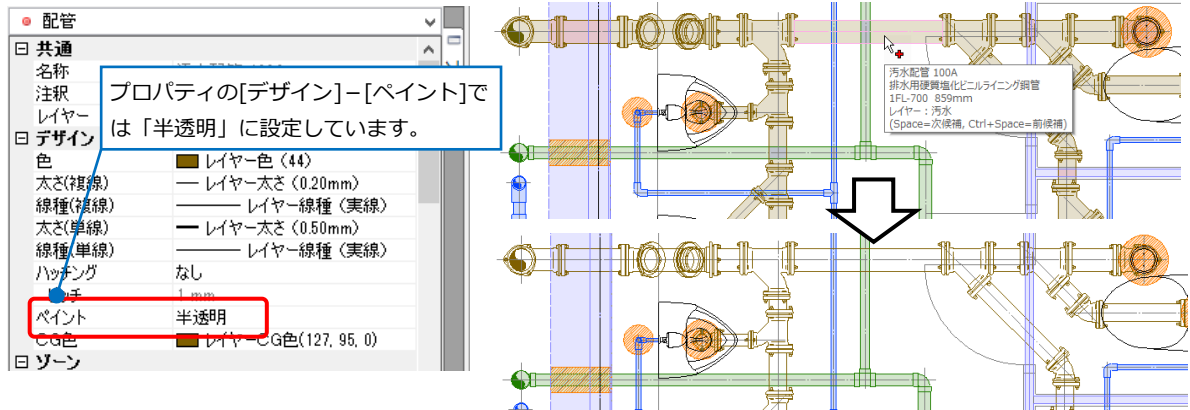 配管
共通
名称
注釈
レイヤー
プロパティの[デザイン]－[ペイント]で
は「半透明」に設定しています。
デザイン
色 レイヤー色 (44)
太さ(複線) レイヤー太さ (0.20mm)
線種(複線) レイヤー線種 (実線)
太さ(単線) レイヤー太さ (0.50mm)
線種(単線) レイヤー線種 (実線)
ハッチング なし
1 mm
ペイント 半透明
CG色 レイヤーCG色(127, 95, 0)
ゾーン
汚水配管 100A
排水用硬質塩化ビニルライニング鋼管
1FL-700 859mm
レイヤー : 汚水
(Space=次候補, Ctrl+Space=前候補)